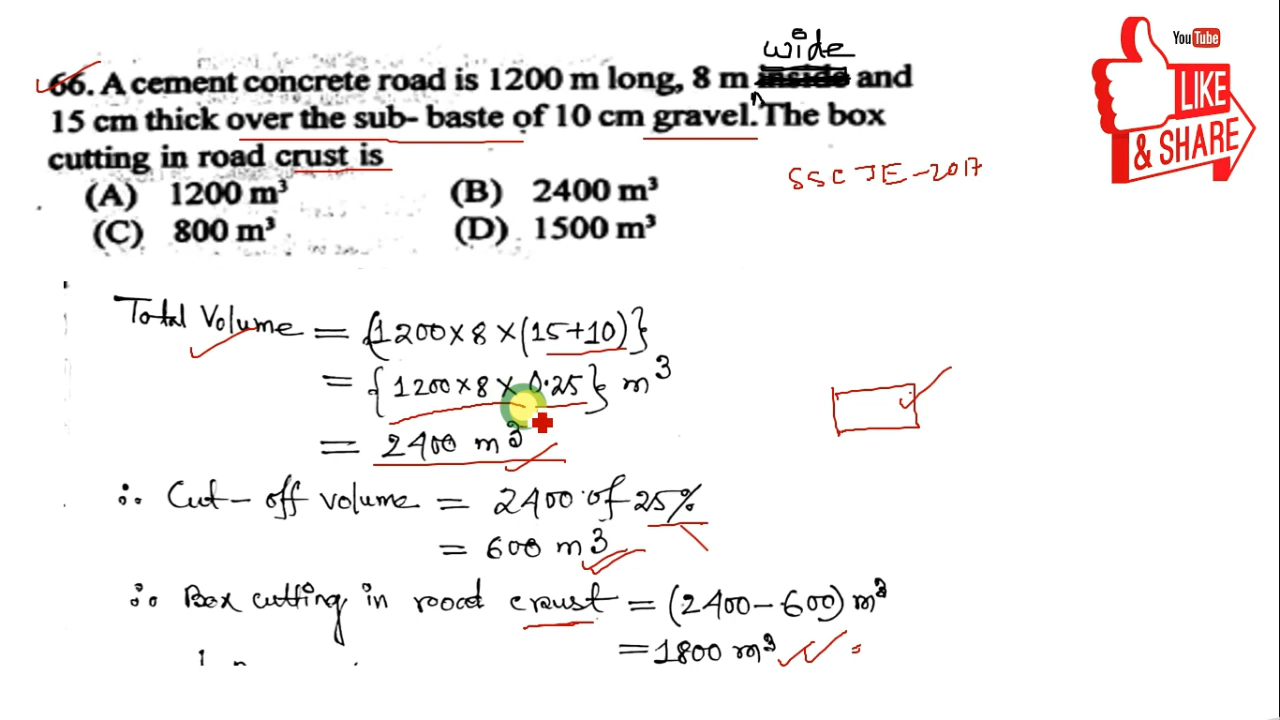 wide
66. A cement concrete road is 1200 m long, 8 m inside and
15 cm thick over the sub- baste of 10 cm gravel. The box
cutting in road crust is
(A) 1200 m³ (B) 2400 m³
(C) 800 m³ (D) 1500 m³
SSC JE-2017
YouTube
LIKE
& SHARE
Total Volume = {1200×8×(15+10)}
= {1200×8×0.25} m³
= 2400 m³
∴ Cut-off volume = 2400 of 25%
= 600 m³
∴ Box cutting in road crust = (2400-600) m³
= 1800 m³